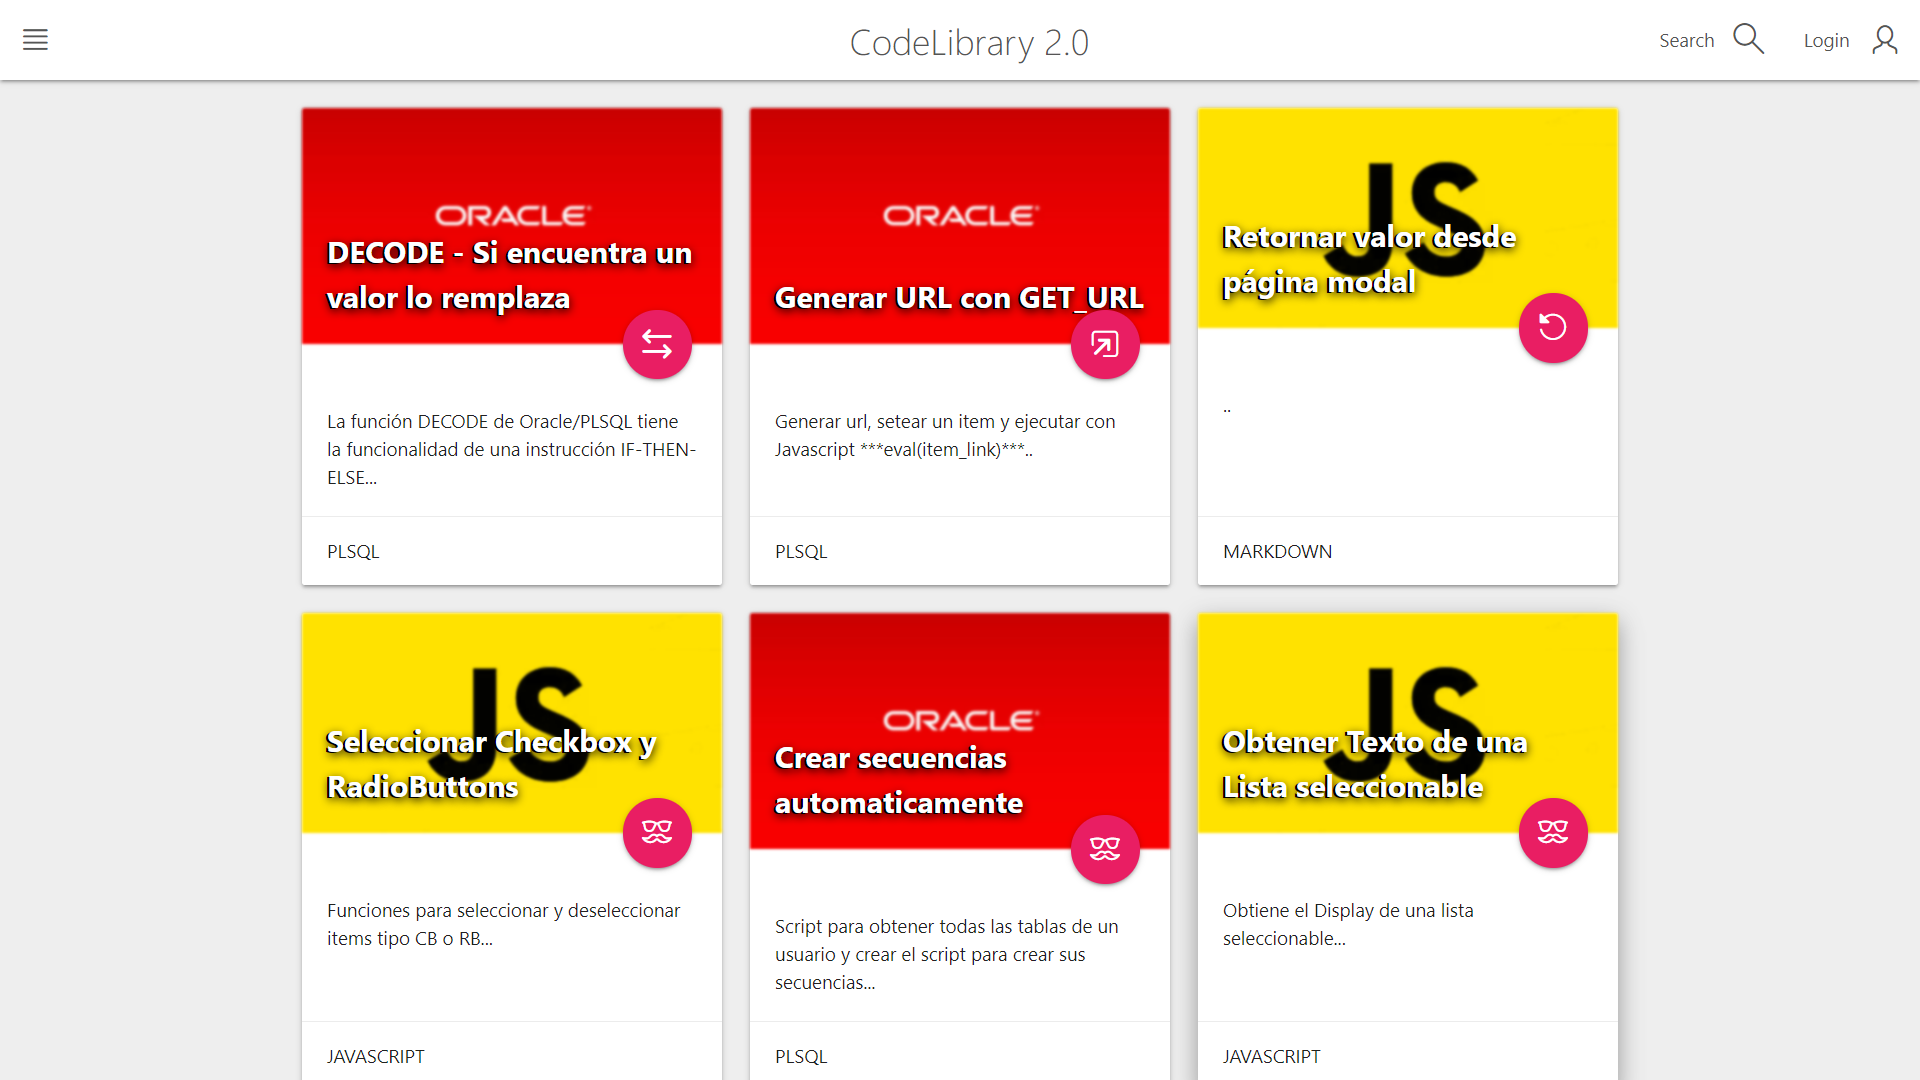 CodeLibrary 2.0
Search
Login
ORACLE
DECODE - Si encuentra un
valor lo remplaza
La función DECODE de Oracle/PLSQL tiene
la funcionalidad de una instrucción IF-THEN-
ELSE...
PLSQL
ORACLE
Generar URL con GET_URL
Generar url, setear un item y ejecutar con
Javascript ***eval(item_link)***..
PLSQL
JS
Retornar valor desde
página modal
..
MARKDOWN
JS
Seleccionar Checkbox y
RadioButtons
Funciones para seleccionar y deseleccionar
items tipo CB o RB...
JAVASCRIPT
ORACLE
Crear secuencias
automaticamente
Script para obtener todas las tablas de un
usuario y crear el script para crear sus
secuencias...
PLSQL
JS
Obtener Texto de una
Lista seleccionable
Obtiene el Display de una lista
seleccionable...
JAVASCRIPT